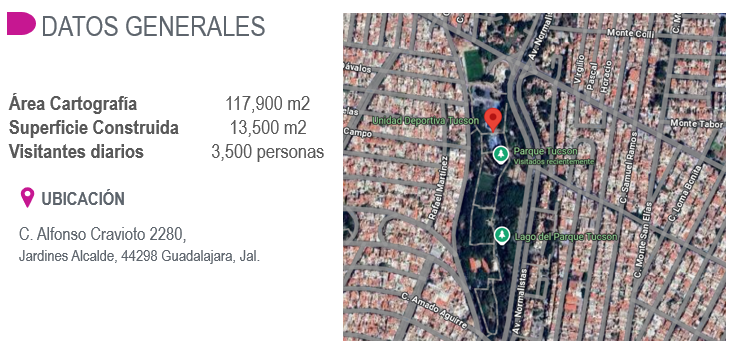 DATOS GENERALES
Área Cartografía 117,900 m2
Superficie Construida 13,500 m2
Visitantes diarios 3,500 personas
UBICACIÓN
C. Alfonso Cravioto 2280,
Jardines Alcalde, 44298 Guadalajara, Jal.
Av. No
Monte Colli
C. M
Virgilio
Pascal
Horacio
ávalos
elas
Campo
Unidad Deportiva Tucson
Monte Tabor
Parque Tucson
Visitados recientemente
Rafael Martínez
C. Samuel Ramos
C. Loma Bonita
C. Monte San Elías
Lago del Parque Tucson
C. Amado Aguirre
Av. Normalistas